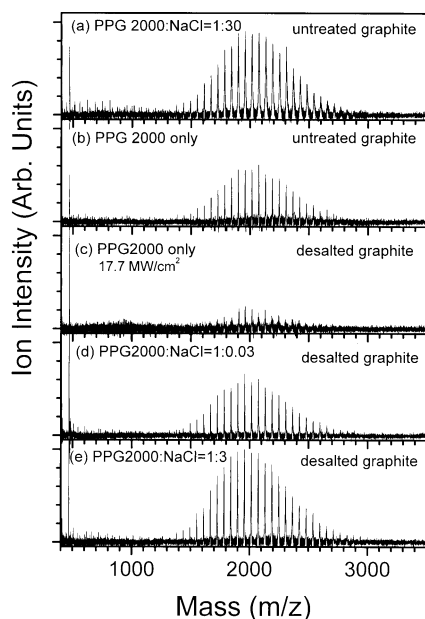 (a) PPG 2000:NaCl=1:30 untreated graphite
(b) PPG 2000 only untreated graphite
(c) PPG2000 only desalted graphite
17.7 MW/cm²
(d) PPG2000:NaCl=1:0.03 desalted graphite
(e) PPG2000:NaCl=1:3 desalted graphite
Ion Intensity (Arb. Units)
1000 2000 3000
Mass (m/z)